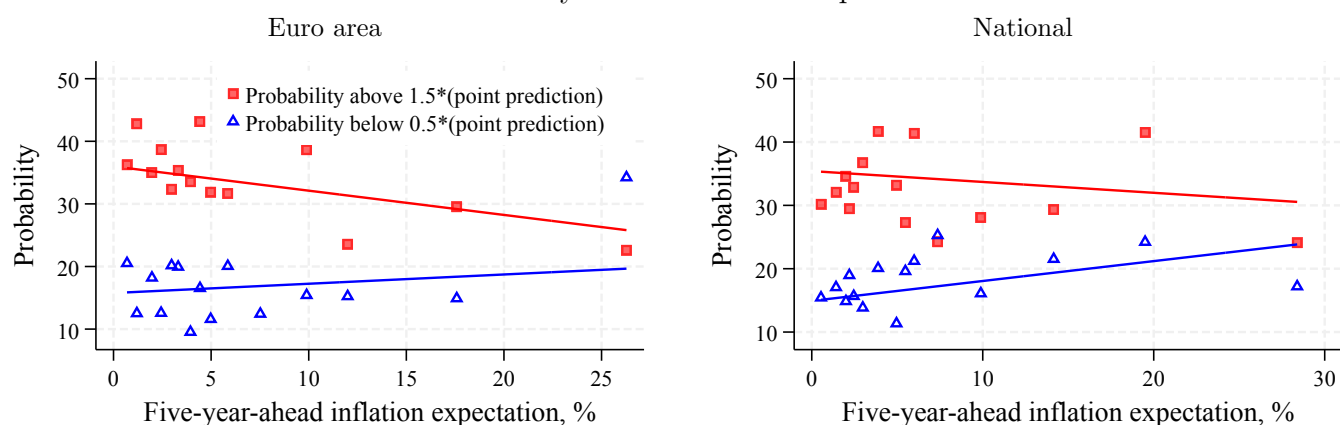 Euro area
50
40
30
20
10
Probability
Probability above 1.5*(point prediction)
Probability below 0.5*(point prediction)
0 5 10 15 20 25
Five-year-ahead inflation expectation, %
National
50
40
30
20
10
Probability
0 10 20 30
Five-year-ahead inflation expectation, %